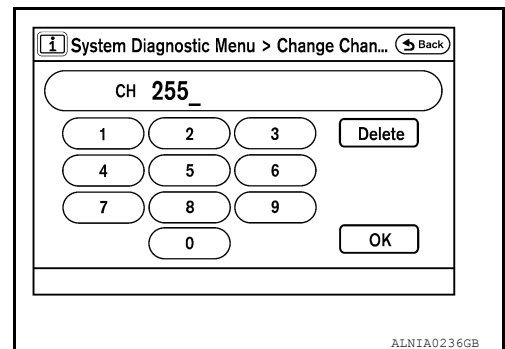 i System Diagnostic Menu > Change Chan... Back
CH 255_
1 2 3 Delete
4 5 6
7 8 9
0 OK
ALNIA0236GB